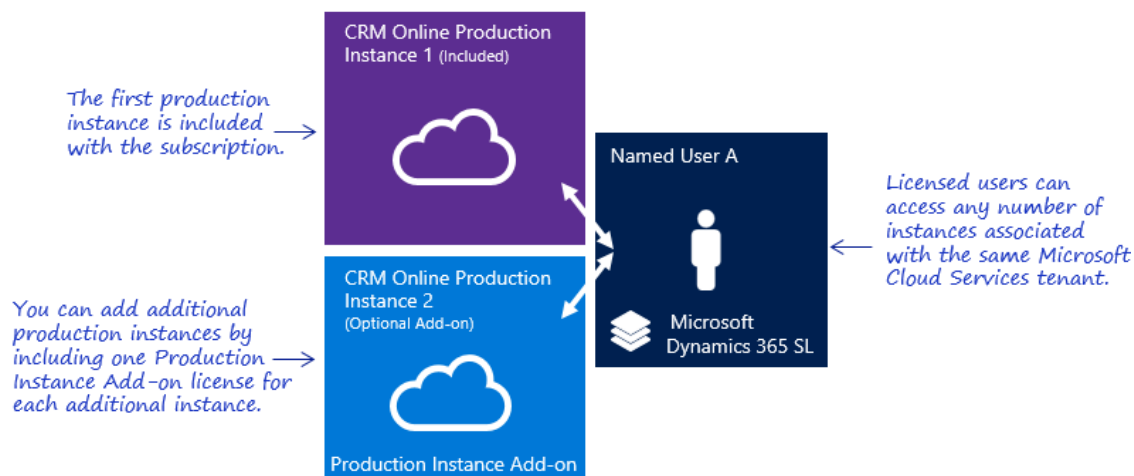 CRM Online Production
Instance 1 (Included)
The first production
instance is included
with the subscription.
Named User A
Licensed users can
access any number of
instances associated
with the same Microsoft
Cloud Services tenant.
Microsoft
Dynamics 365 SL
CRM Online Production
Instance 2
(Optional Add-on)
You can add additional
production instances by
including one Production
Instance Add-on license for
each additional instance.
Production Instance Add-on